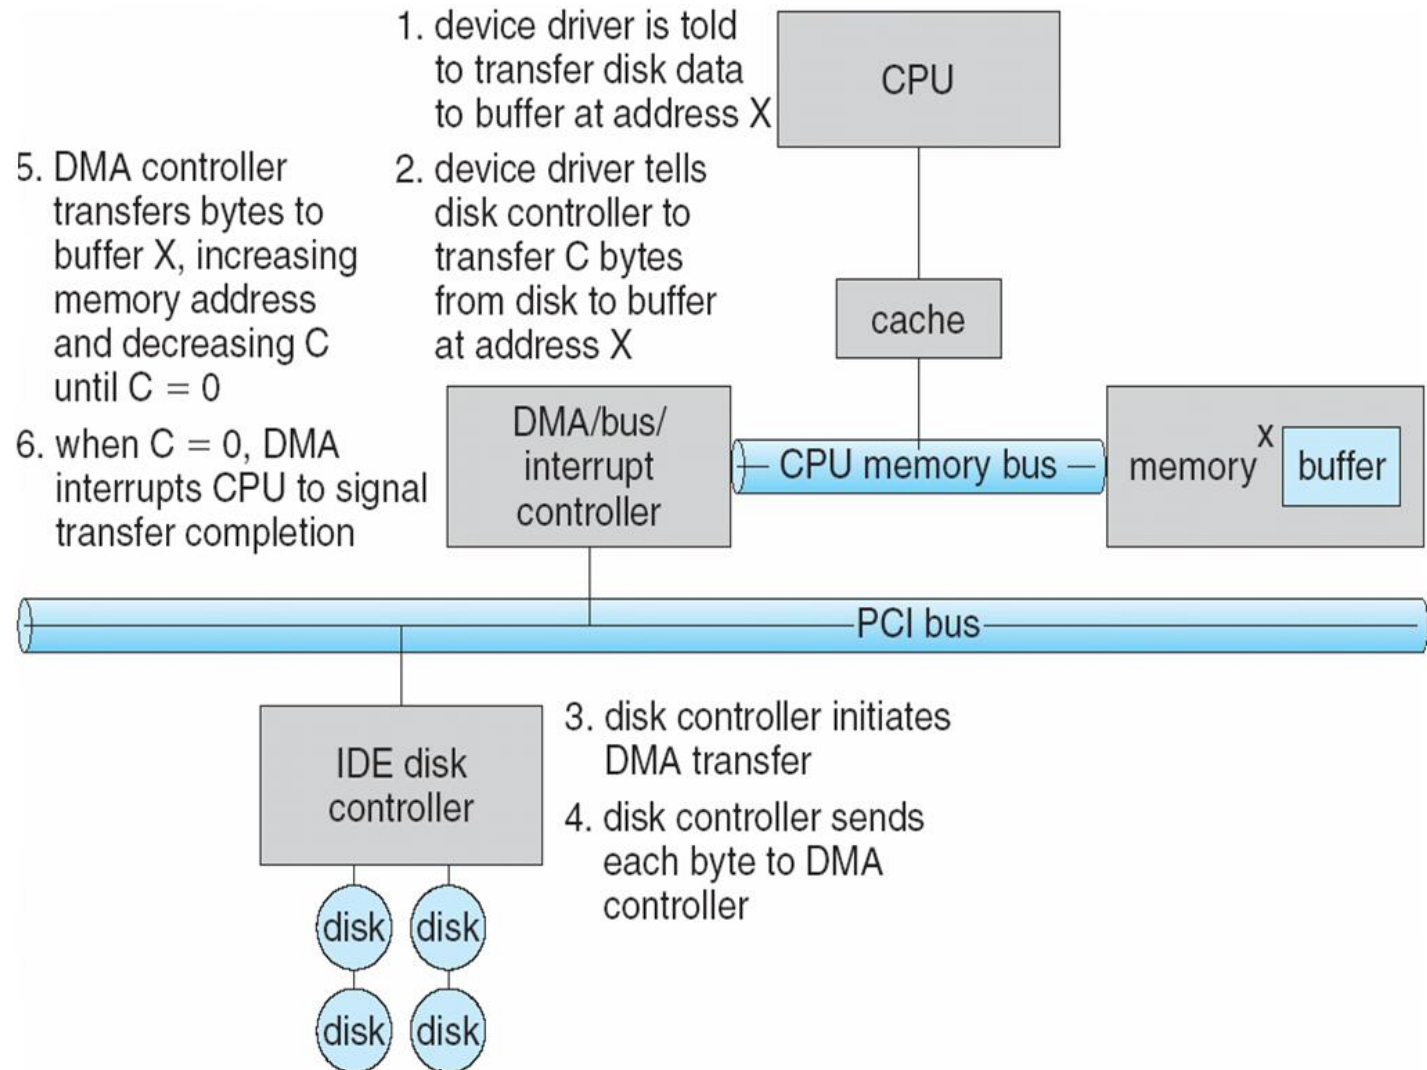 1. device driver is told
to transfer disk data
to buffer at address X
CPU
5. DMA controller
transfers bytes to
buffer X, increasing
memory address
and decreasing C
until C = 0
2. device driver tells
disk controller to
transfer C bytes
from disk to buffer
at address X
cache
6. when C = 0, DMA
interrupts CPU to signal
transfer completion
DMA/bus/
interrupt
controller
CPU memory bus
memory
X
buffer
PCI bus
IDE disk
controller
3. disk controller initiates
DMA transfer
4. disk controller sends
each byte to DMA
controller
disk
disk
disk
disk